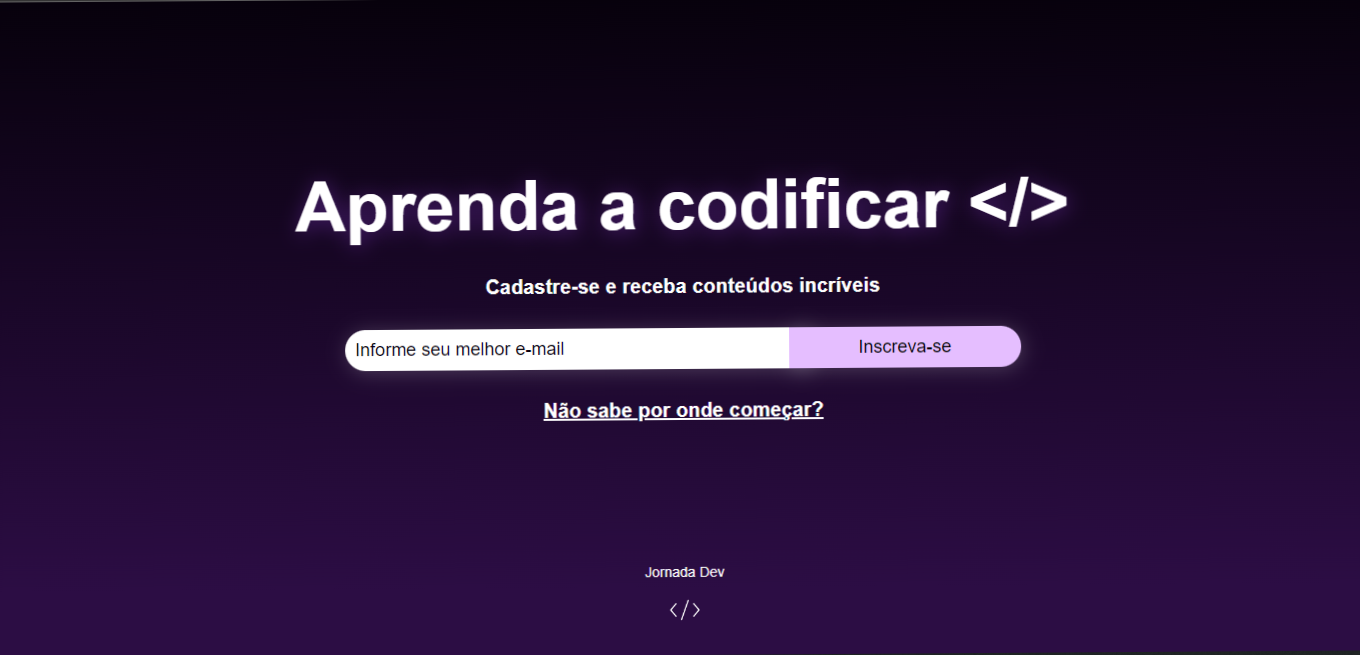 Aprenda a codificar </>
Cadastre-se e receba conteúdos incríveis
Informe seu melhor e-mail
Inscreva-se
Não sabe por onde começar?
Jornada Dev
</>